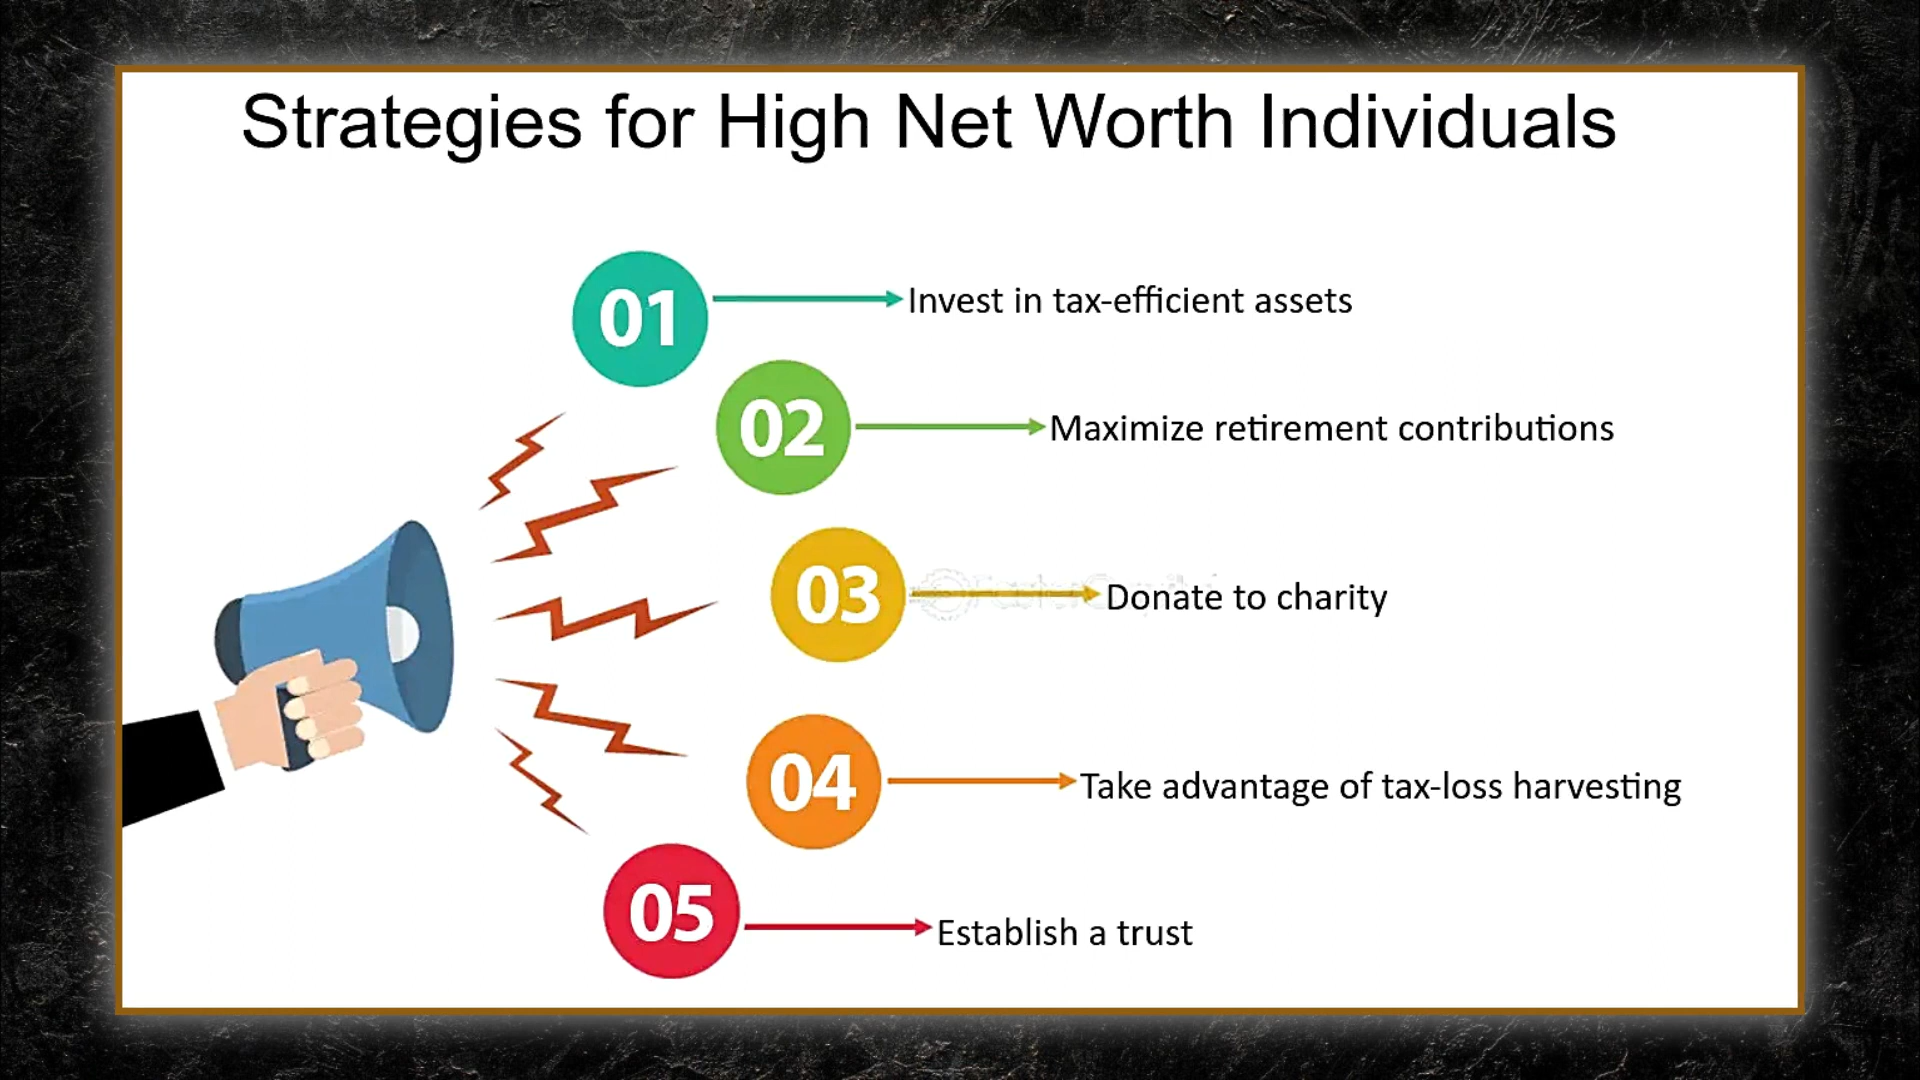 Strategies for High Net Worth Individuals
01
Invest in tax-efficient assets
02
Maximize retirement contributions
03
Donate to charity
04
Take advantage of tax-loss harvesting
05
Establish a trust